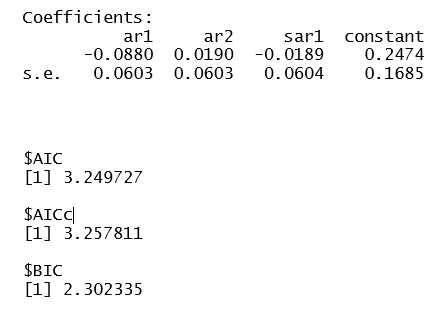 Coefficients:
ar1 ar2 sar1 constant
-0.0880 0.0190 -0.0189 0.2474
s.e. 0.0603 0.0603 0.0604 0.1685
$AIC
[1] 3.249727
$AICc
[1] 3.257811
$BIC
[1] 2.302335